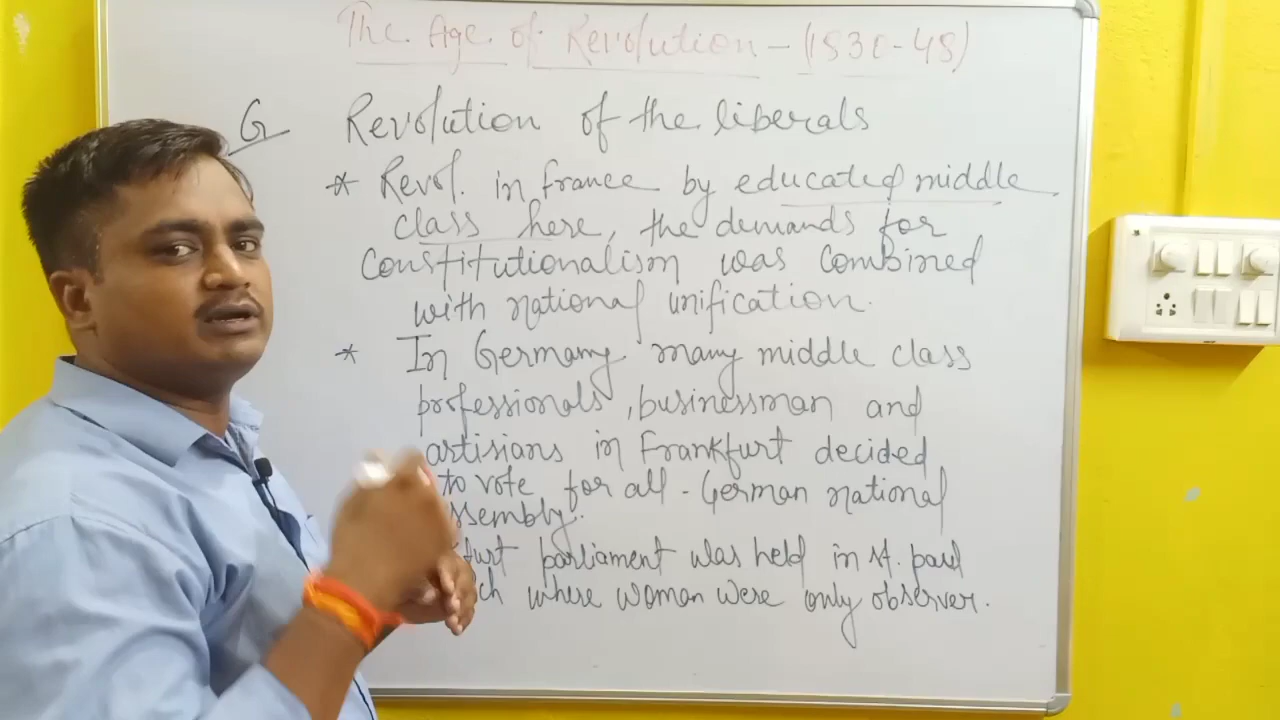 The Age of Revolution - (1830-48)
G Revolution of the liberals
* Revol. in france by educated middle
class here, the demands for
Constitutionalism was combined
with national unification.
* In Germany many middle class
professionals, businessman and
artisians in Frankfurt decided
to vote for all - German national
ssembly.
furt parliament was held in st. paul
ch where woman were only observer.